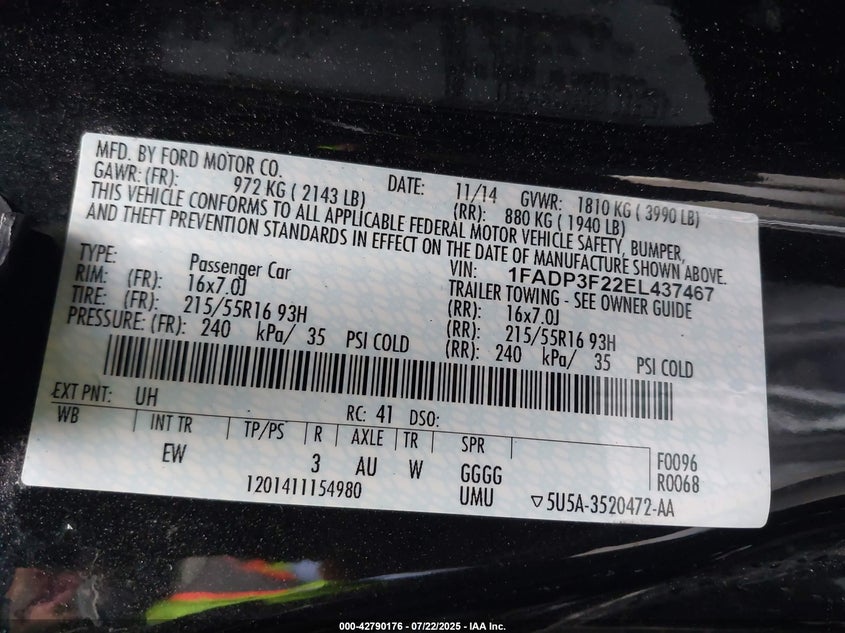 MFD. BY FORD MOTOR CO. DATE: 11/14 GVWR: 1810 KG ( 3990 LB)
GAWR: (FR): 972 KG ( 2143 LB) (RR): 880 KG ( 1940 LB)
THIS VEHICLE CONFORMS TO ALL APPLICABLE FEDERAL MOTOR VEHICLE SAFETY, BUMPER,
AND THEFT PREVENTION STANDARDS IN EFFECT ON THE DATE OF MANUFACTURE SHOWN ABOVE.
TYPE: Passenger Car VIN: 1FADP3F22EL437467
TRAILER TOWING - SEE OWNER GUIDE
RIM: (FR): 16x7.0J (RR): 16x7.0J
TIRE: (FR): 215/55R16 93H (RR): 215/55R16 93H
PRESSURE: (FR): 240 kPa/ 35 PSI COLD (RR): 240 kPa/ 35 PSI COLD
EXT PNT: UH RC: 41 DSO:
WB INT TR TP/PS R AXLE TR SPR F0096
EW 3 AU W GGGG R0068
1201411154980 UMU ▽5U5A-3520472-AA
000-42790176 - 07/22/2025 - IAA Inc.